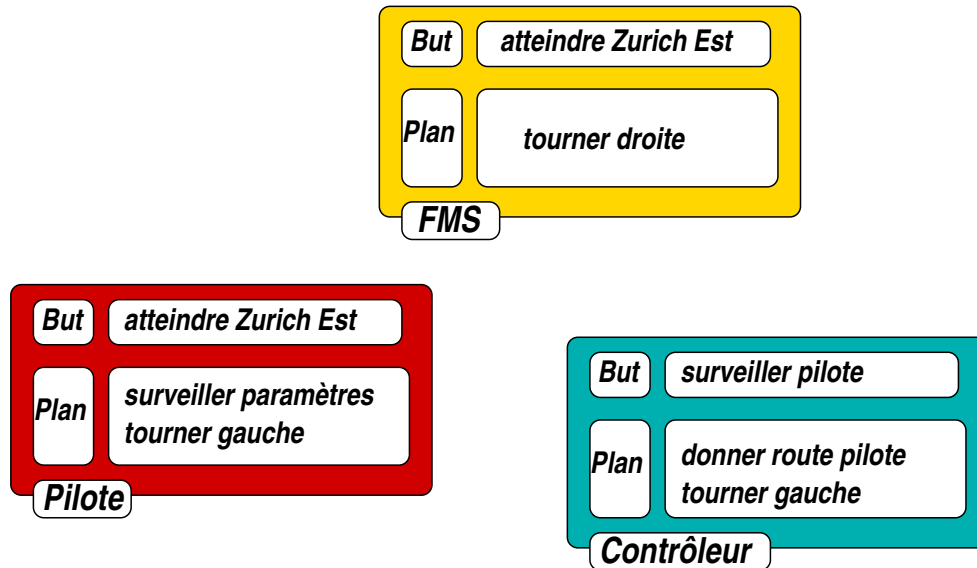 But atteindre Zurich Est
Plan tourner droite
FMS
But atteindre Zurich Est
Plan surveiller paramètres
tourner gauche
Pilote
But surveiller pilote
Plan donner route pilote
tourner gauche
Contrôleur